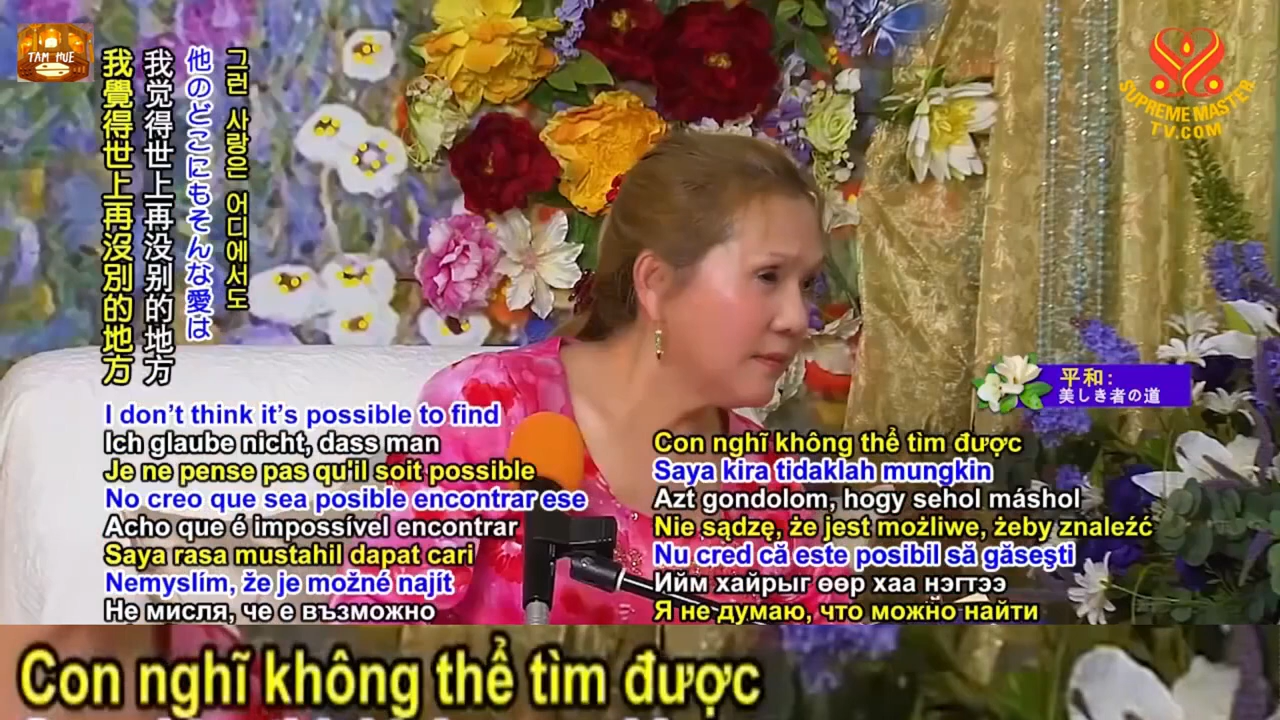 TAM HUE
SUPREME MASTER
TV.COM
그런 사랑은 어디에서도
他のどこにもそんな愛は
我觉得世上再没别的地方
我覺得世上再沒別的地方
平和:
美しき者の道
I don't think it's possible to find
Ich glaube nicht, dass man
Je ne pense pas qu'il soit possible
No creo que sea posible encontrar ese
Acho que é impossível encontrar
Saya rasa mustahil dapat cari
Nemyslím, že je možné najít
Не мисля, че е възможно
Con nghĩ không thể tìm được
Saya kira tidaklah mungkin
Azt gondolom, hogy sehol máshol
Nie sądzę, że jest możliwe, żeby znaleźć
Nu cred că este posibil să găseşti
Ийм хайрыг өөр хаа нэгтээ
Я не думаю, что можно найти
Con nghĩ không thể tìm được